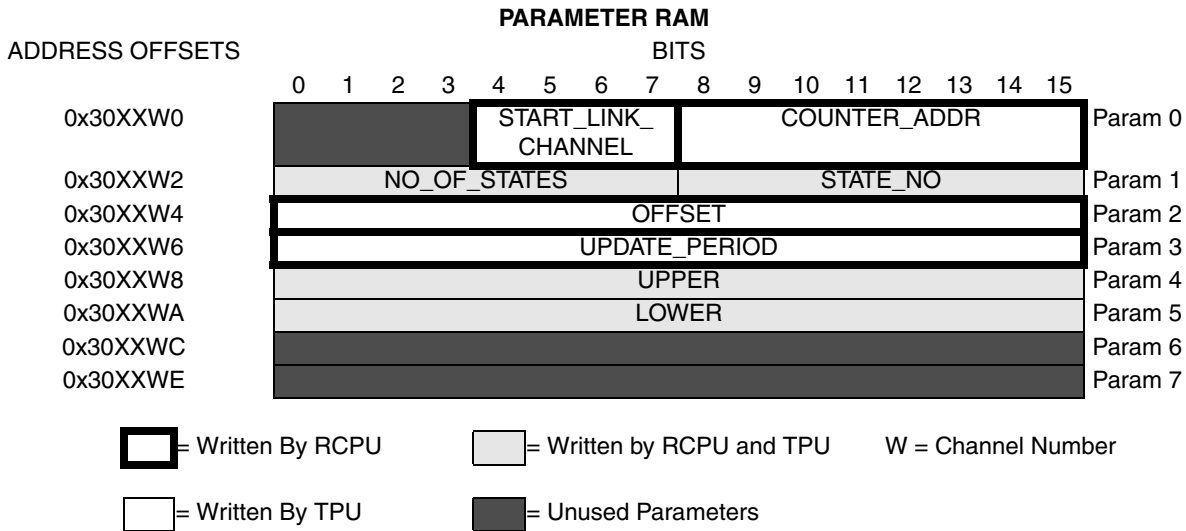 PARAMETER RAM
ADDRESS OFFSETS BITS
0 1 2 3 4 5 6 7 8 9 10 11 12 13 14 15
0x30XXW0 START_LINK_ COUNTER_ADDR Param 0
CHANNEL
0x30XXW2 NO_OF_STATES STATE_NO Param 1
0x30XXW4 OFFSET Param 2
0x30XXW6 UPDATE_PERIOD Param 3
0x30XXW8 UPPER Param 4
0x30XXWA LOWER Param 5
0x30XXWC Param 6
0x30XXWE Param 7
= Written By RCPU = Written by RCPU and TPU W = Channel Number
= Written By TPU = Unused Parameters